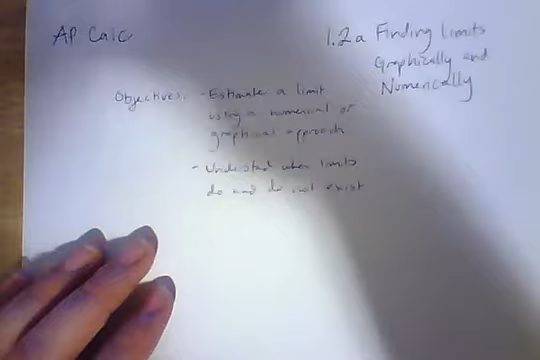 AP Calc
1.2a Finding Limits
Graphically and
Numerically
Objectives: - Estimate a limit
using a numerical or
graphical approach
- Understand when limits
do and do not exist